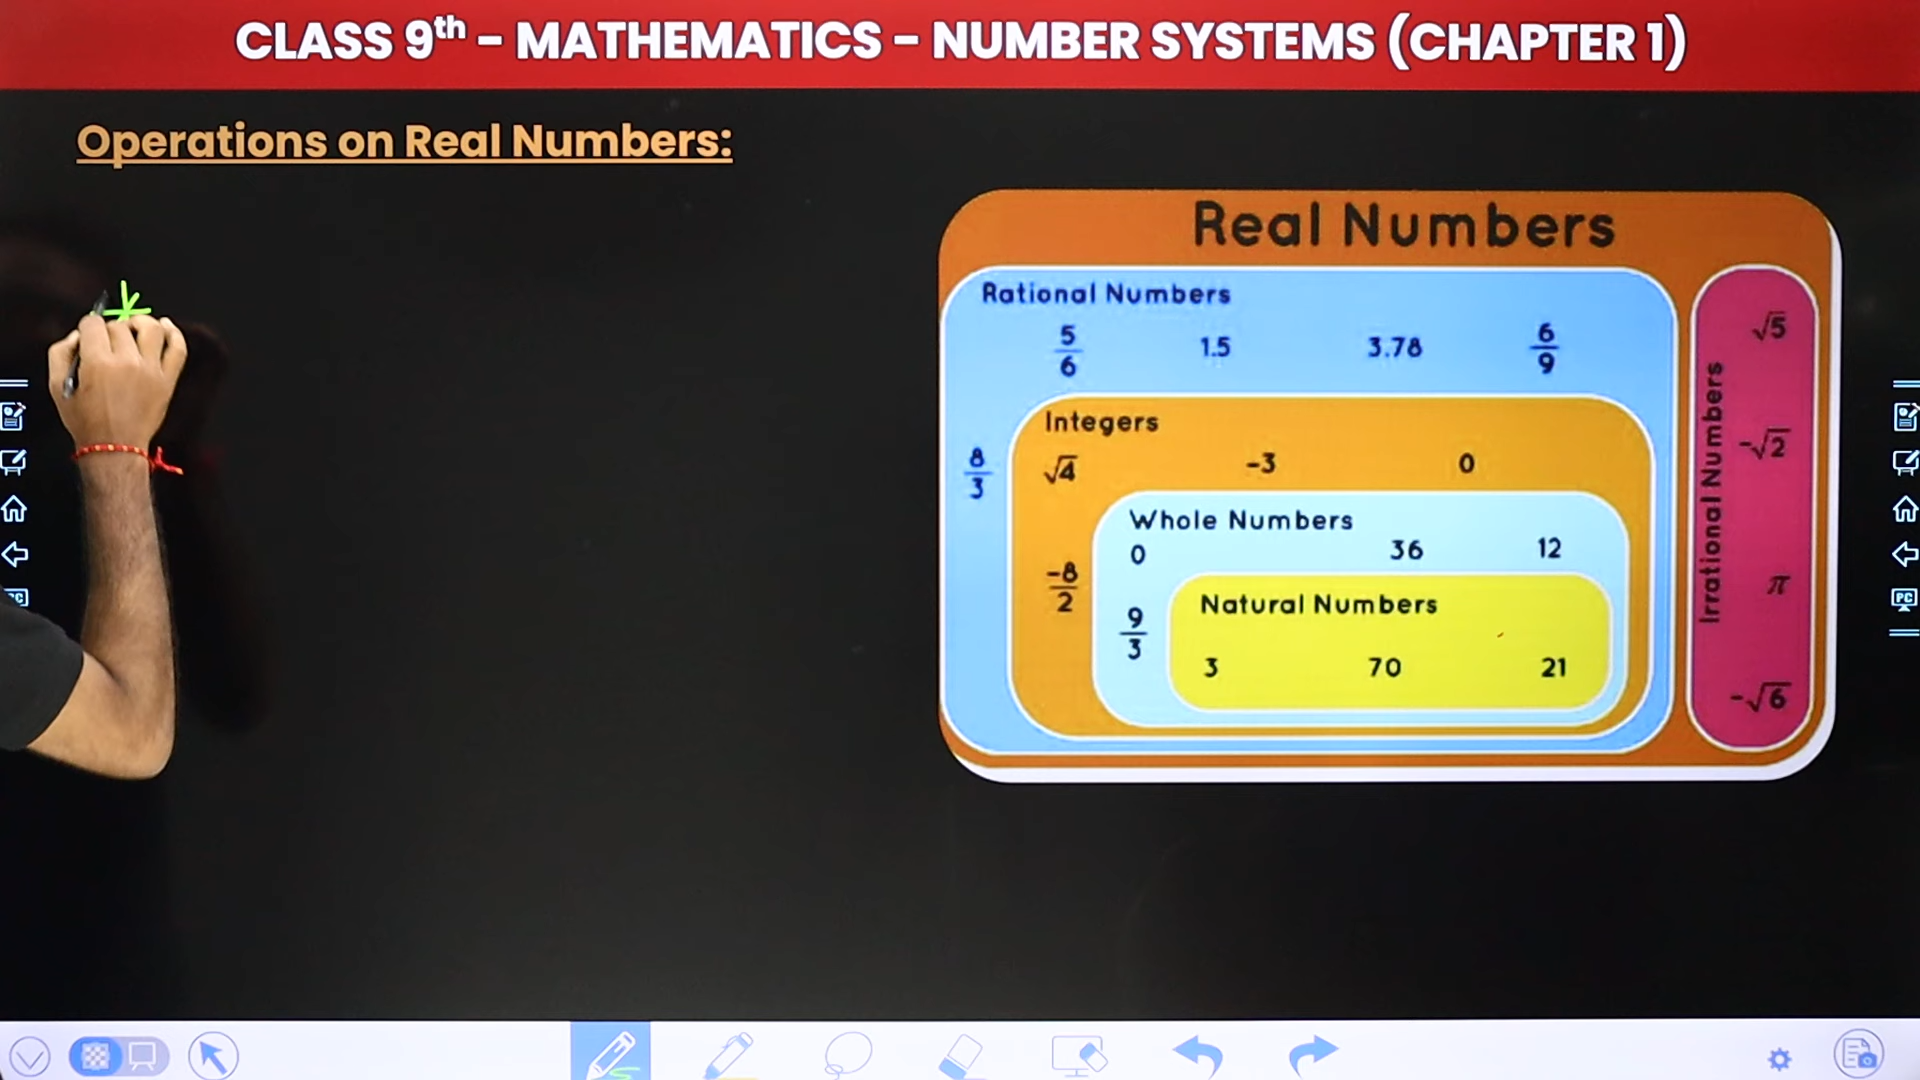 CLASS 9th - MATHEMATICS - NUMBER SYSTEMS (CHAPTER 1)
Operations on Real Numbers:
*
Real Numbers
Rational Numbers
5/6 1.5 3.78 6/9
8/3
Integers
√4 -3 0
-8/2
Whole Numbers
0 36 12
9/3
Natural Numbers
3 70 21
Irrational Numbers
√5
-√2
π
-√6
PC